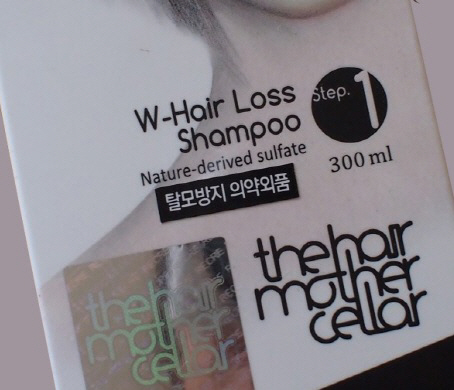 W-Hair Loss
Shampoo
Step. 1
Nature-derived sulfate
300 ml
탈모방지 의약외품
the hair
mother
cellar
the hair
mother
cellar